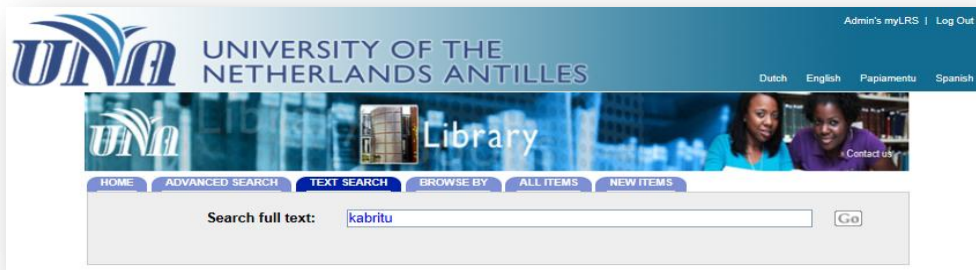 Admin's myLRS | Log Out
UNA UNIVERSITY OF THE
NETHERLANDS ANTILLES
Dutch English Papiamentu Spanish
UNA Library
Contact us
HOME ADVANCED SEARCH TEXT SEARCH BROWSE BY ALL ITEMS NEW ITEMS
Search full text: kabritu Go